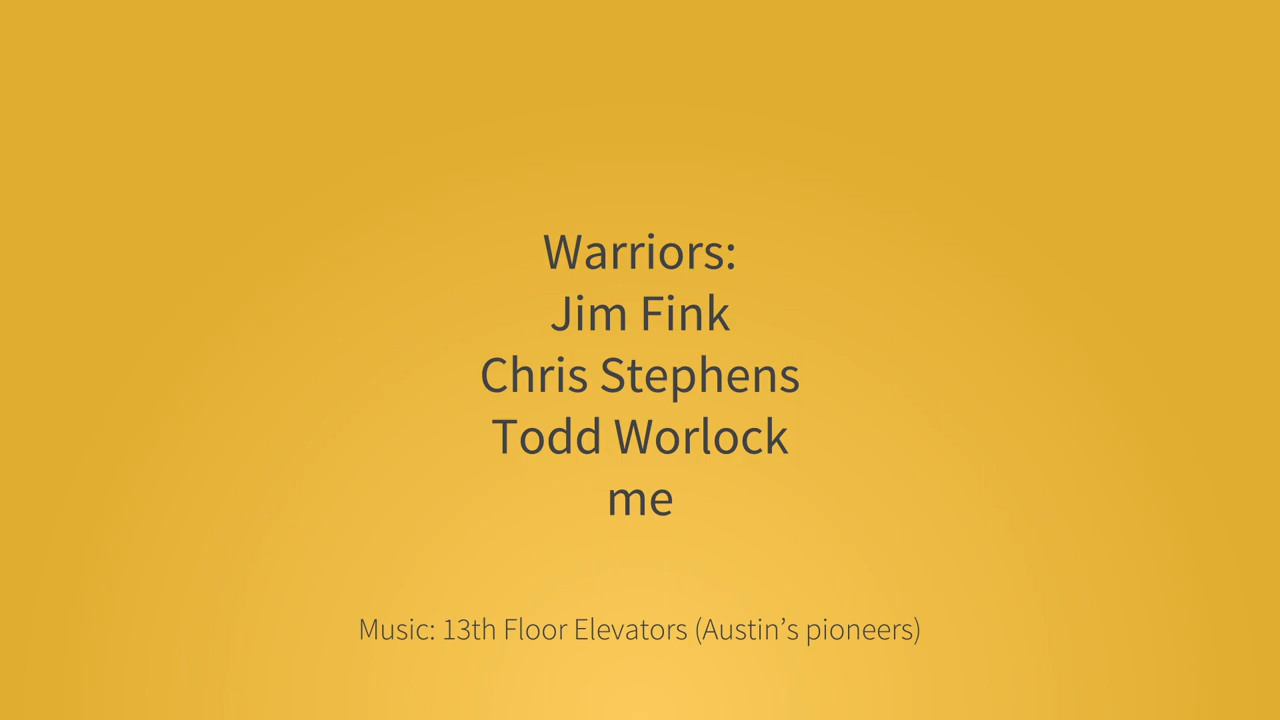 Warriors:
Jim Fink
Chris Stephens
Todd Worlock
me
Music: 13th Floor Elevators (Austin’s pioneers)